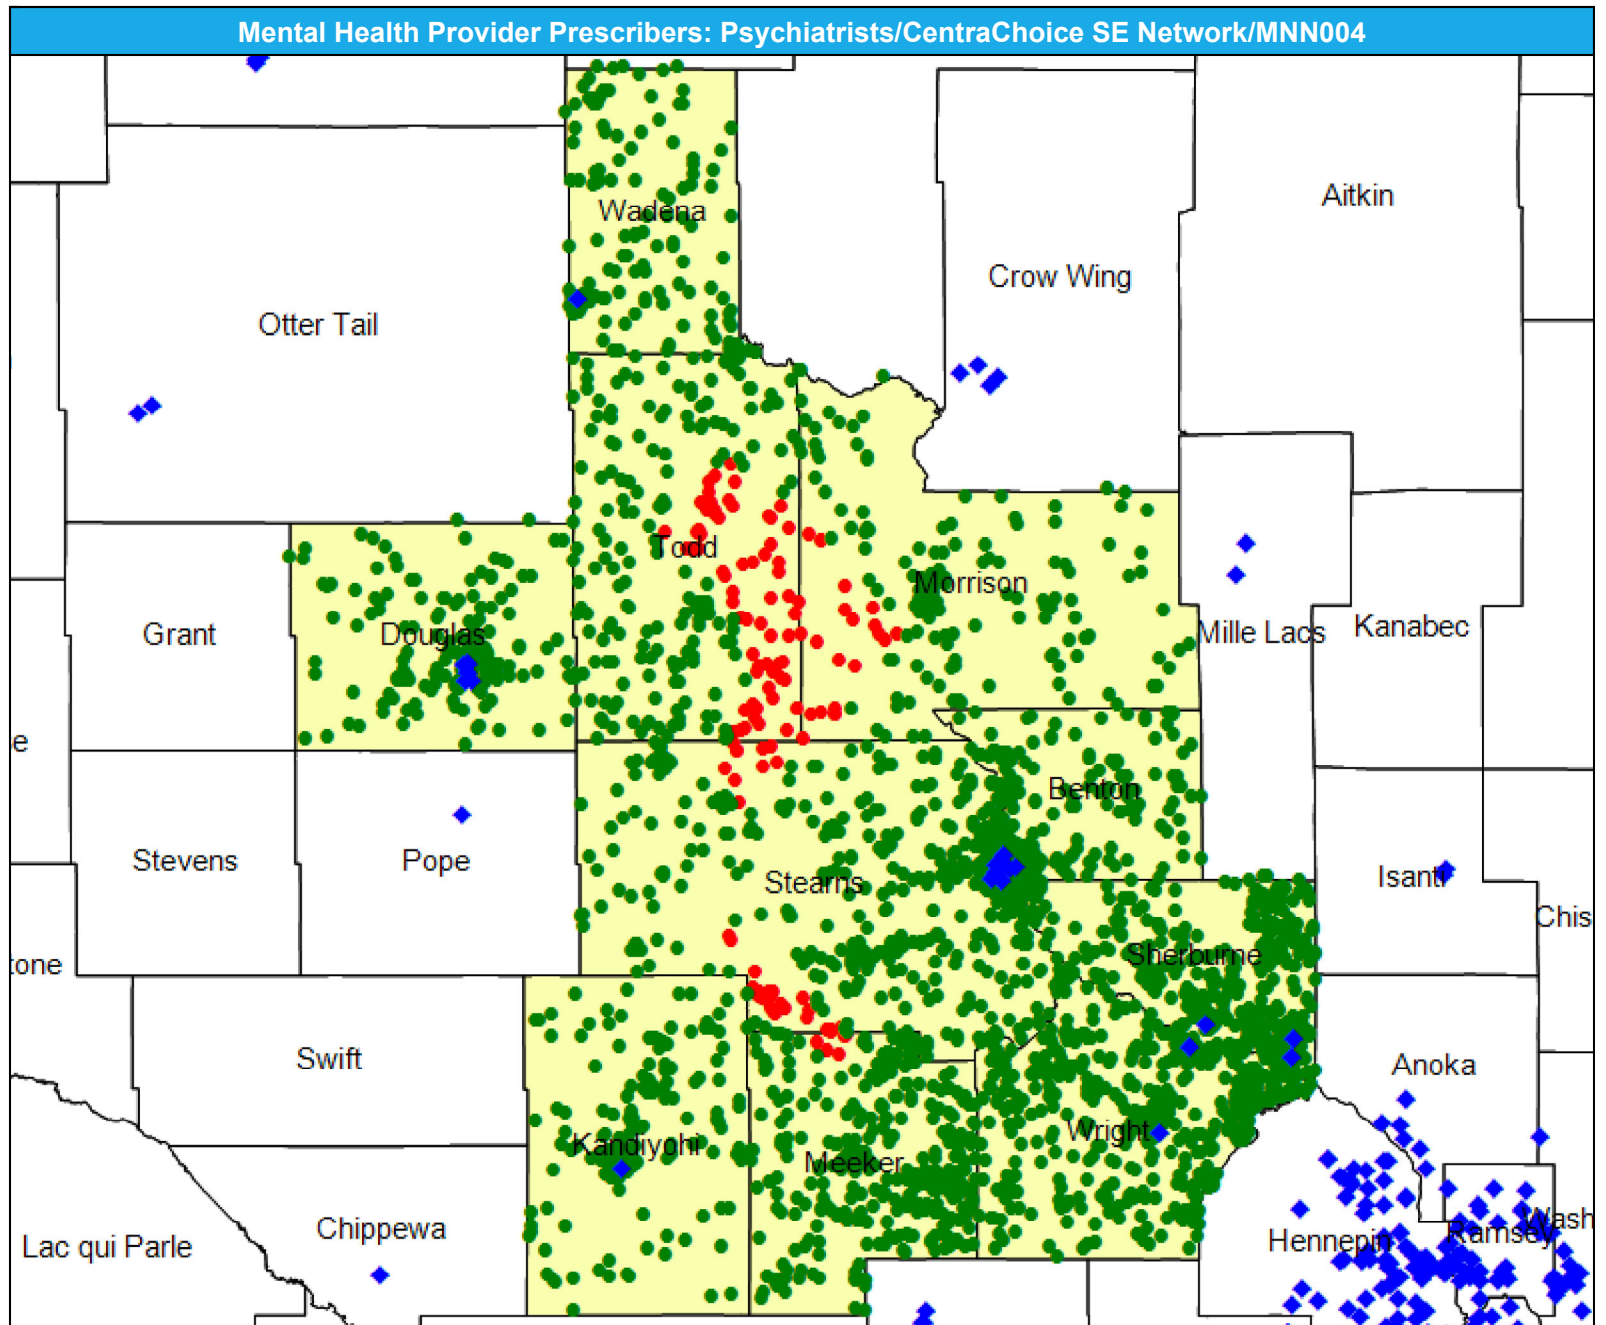 Mental Health Provider Prescribers: Psychiatrists/CentraChoice SE Network/MNN004
Aitkin
Wadena
Crow Wing
Otter Tail
Todd
Morrison
Grant
Douglas
Mille Lacs
Kanabec
e
Benton
Stevens
Pope
Stearns
Isanti
Chis
tone
Sherburne
Swift
Anoka
Kandiyohi
Meeker
Wright
Lac qui Parle
Chippewa
Hennepin
Ramsey
Wash